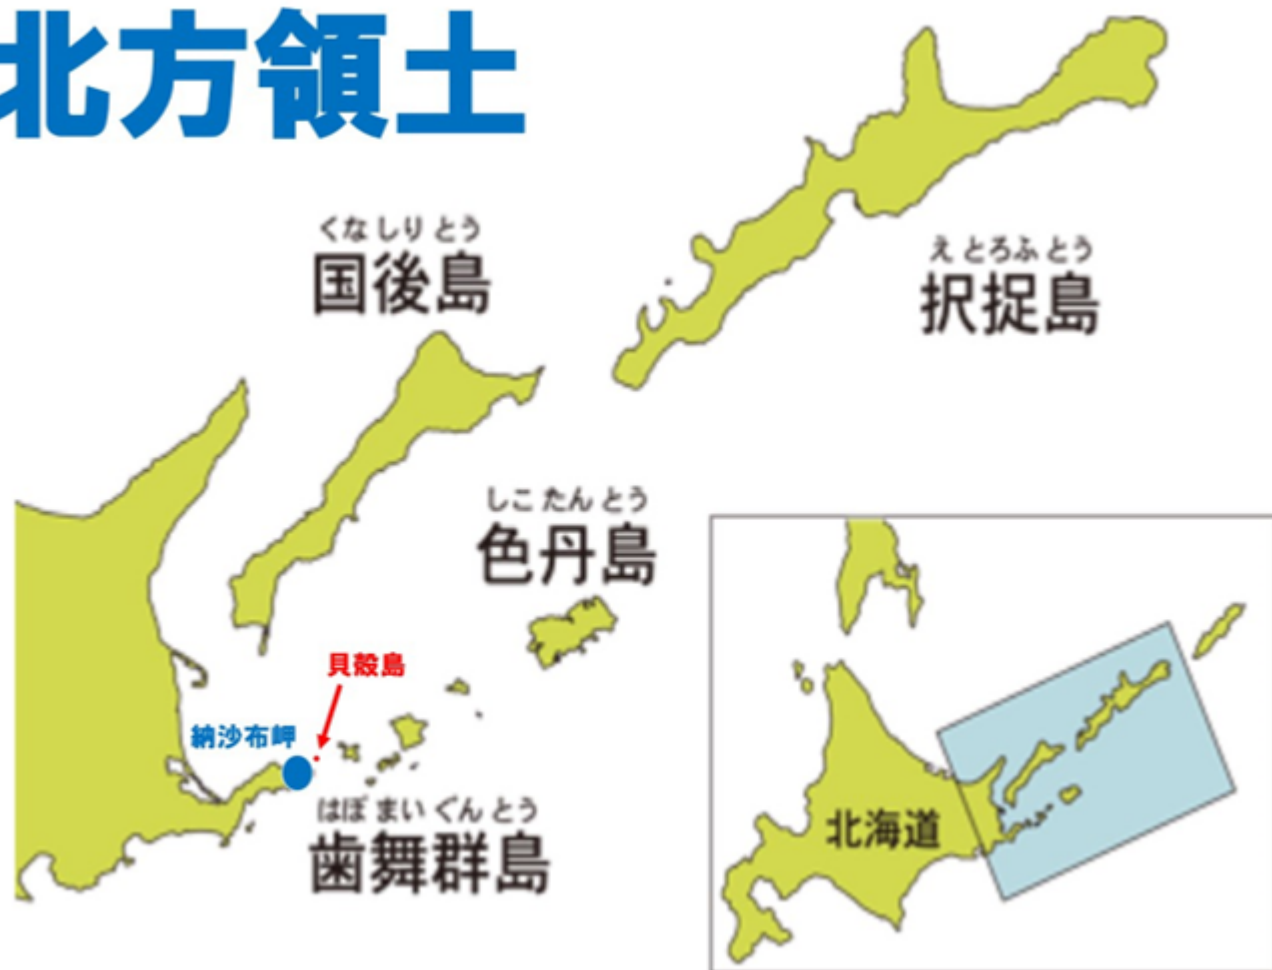 北方領土
くなしりとう
国後島
えとろふとう
択捉島
しこたんとう
色丹島
貝殻島
納沙布岬
はぼまいぐんとう
歯舞群島
北海道